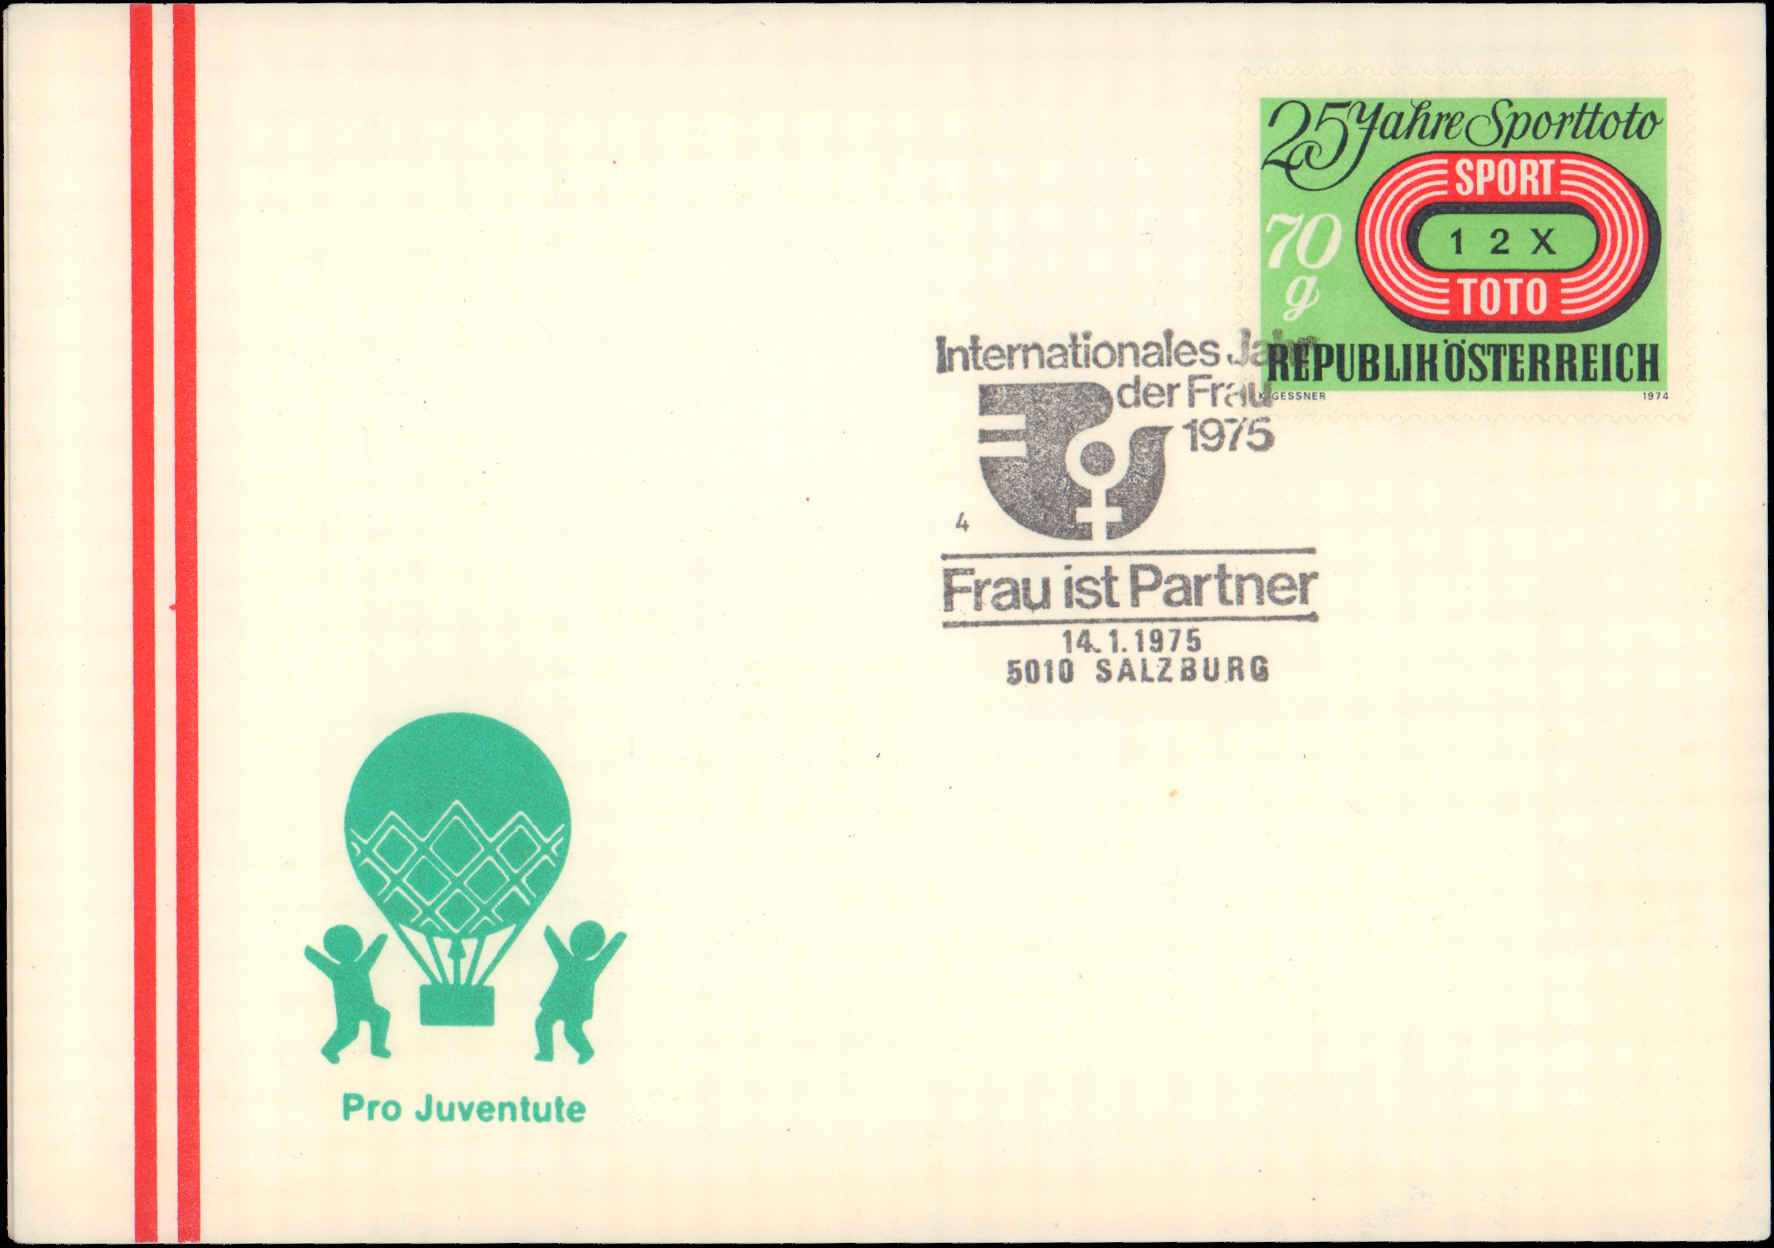 25 Jahre Sporttoto
SPORT
1 2 X
TOTO
70
g
REPUBLIK ÖSTERREICH
K. GESSNER
1974
Internationales Jahr
der Frau
1975
4
Frau ist Partner
14.1.1975
5010 SALZBURG
Pro Juventute